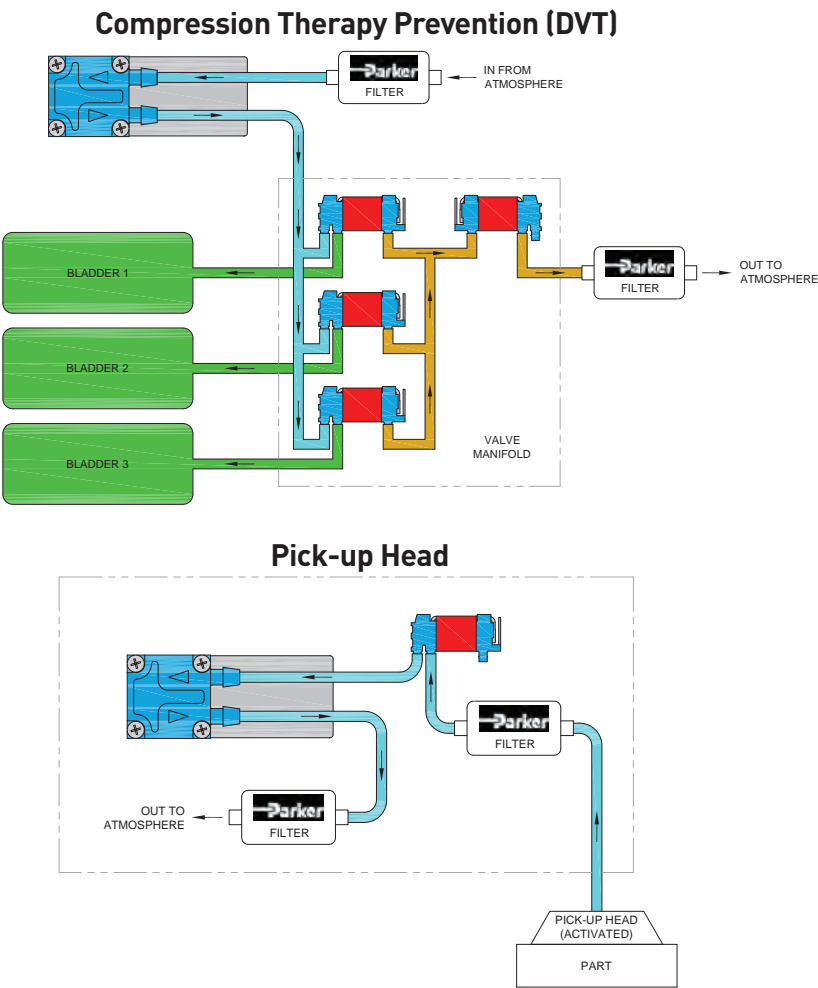 Compression Therapy Prevention (DVT)
Parker
FILTER
IN FROM
ATMOSPHERE
BLADDER 1
Parker
FILTER
OUT TO
ATMOSPHERE
BLADDER 2
BLADDER 3
VALVE
MANIFOLD
Pick-up Head
Parker
FILTER
OUT TO
ATMOSPHERE
Parker
FILTER
PICK-UP HEAD
(ACTIVATED)
PART